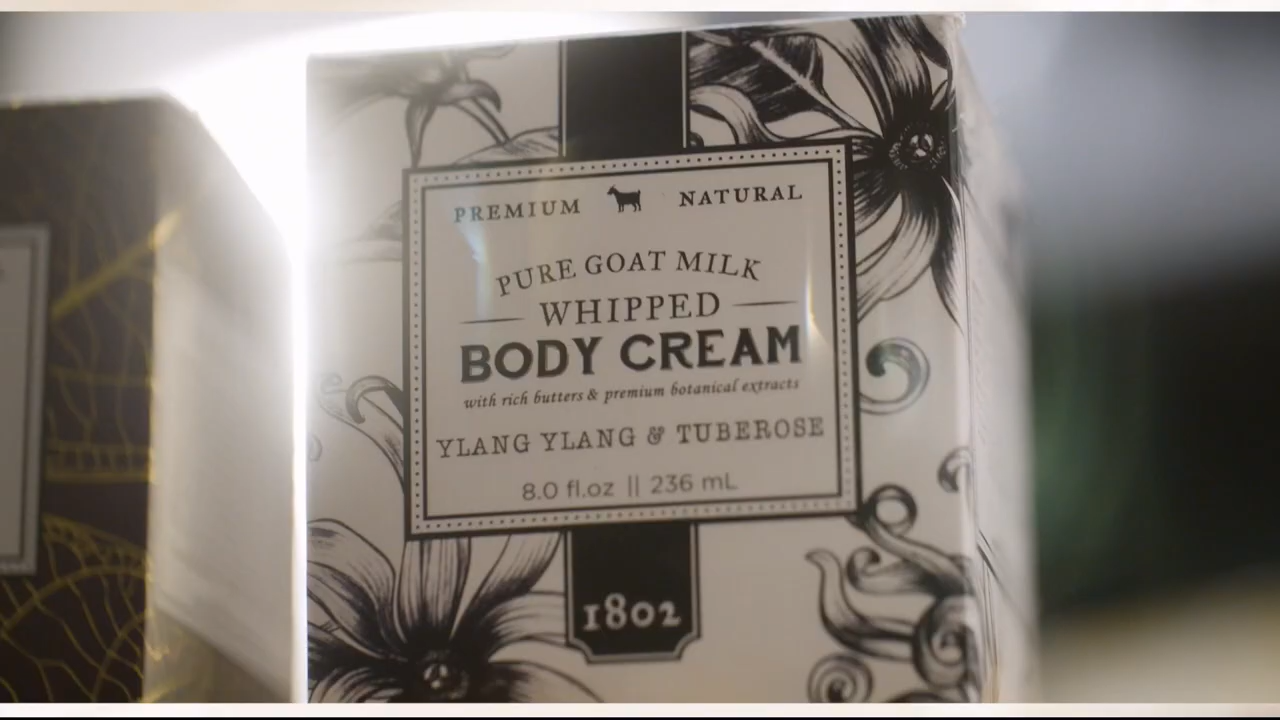 PREMIUM NATURAL
PURE GOAT MILK
WHIPPED
BODY CREAM
with rich butters & premium botanical extracts
YLANG YLANG & TUBEROSE
8.0 fl.oz || 236 mL
1802